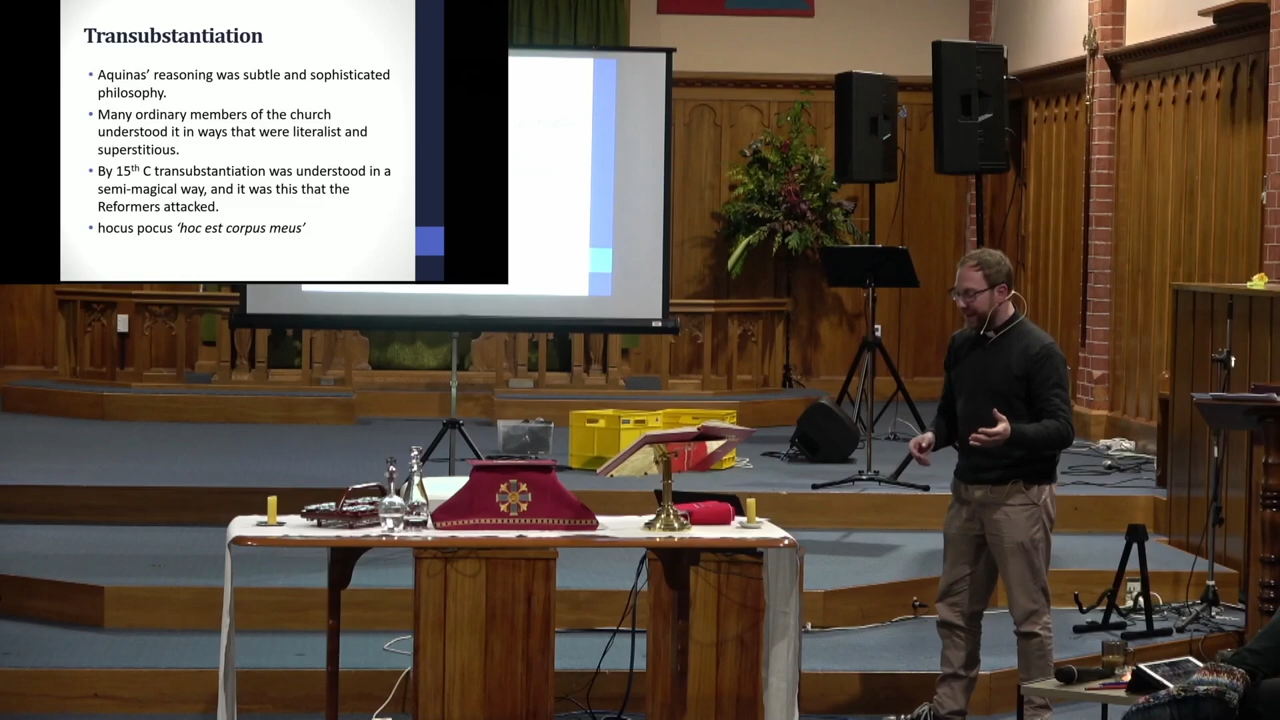 Transubstantiation
• Aquinas’ reasoning was subtle and sophisticated
philosophy.
• Many ordinary members of the church
understood it in ways that were literalist and
superstitious.
• By 15th C transubstantiation was understood in a
semi-magical way, and it was this that the
Reformers attacked.
• hocus pocus ‘hoc est corpus meus’